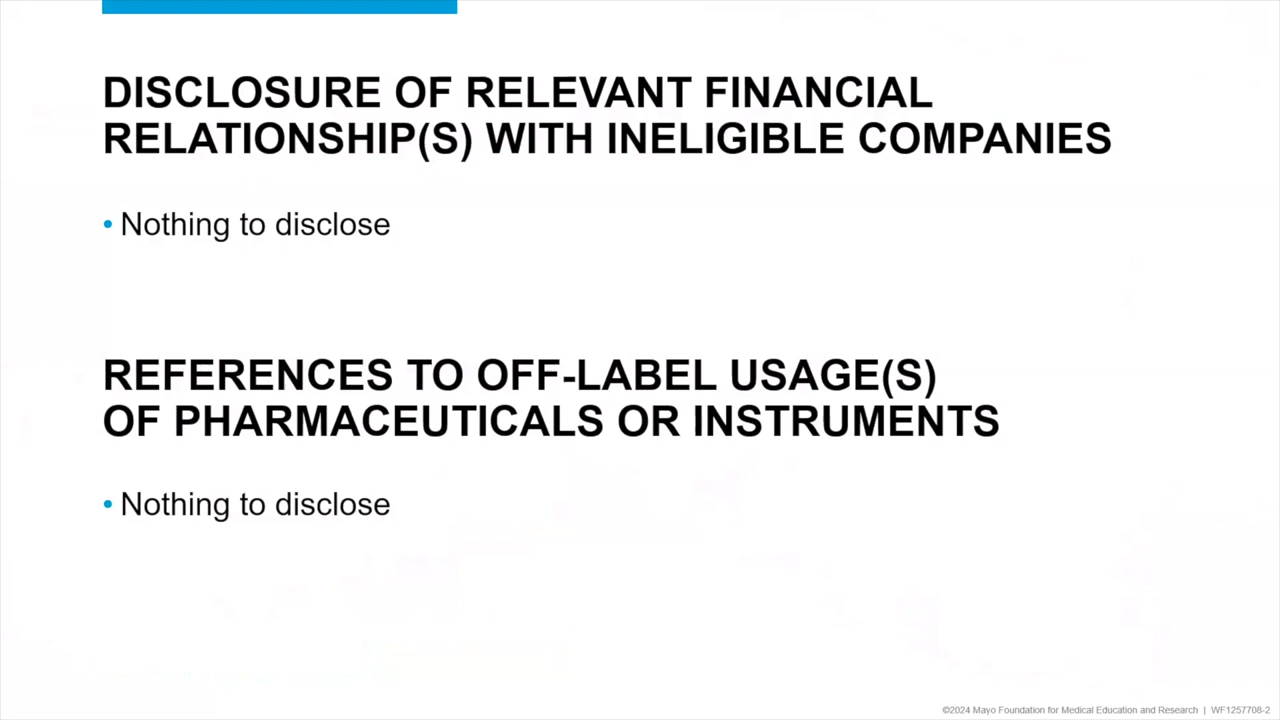 DISCLOSURE OF RELEVANT FINANCIAL
RELATIONSHIP(S) WITH INELIGIBLE COMPANIES
• Nothing to disclose
REFERENCES TO OFF-LABEL USAGE(S)
OF PHARMACEUTICALS OR INSTRUMENTS
• Nothing to disclose
©2024 Mayo Foundation for Medical Education and Research | WF1257708-2